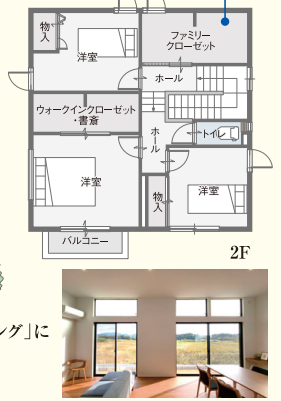 物入
洋室
ファミリー
クローゼット
ホール
ウォークインクローゼット
・書斎
ホール
トイレ
洋室
物入
洋室
バルコニー
2F
ング」に